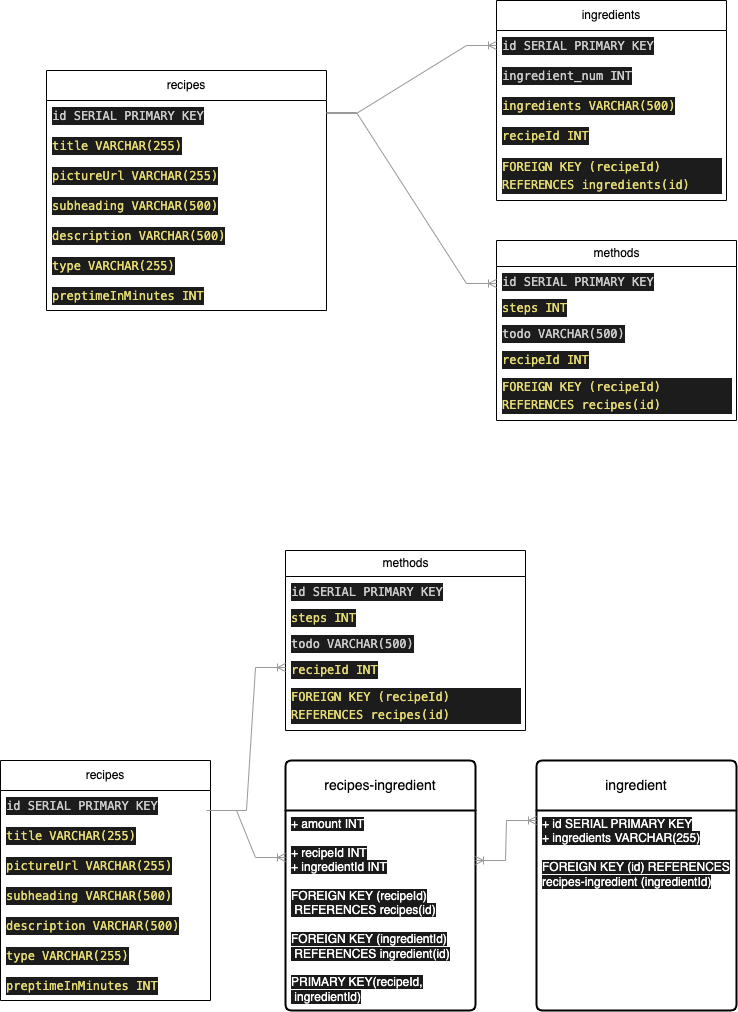 ingredients
id SERIAL PRIMARY KEY
ingredient_num INT
ingredients VARCHAR(500)
recipeId INT
FOREIGN KEY (recipeId)
REFERENCES ingredients(id)
recipes
id SERIAL PRIMARY KEY
title VARCHAR(255)
pictureUrl VARCHAR(255)
subheading VARCHAR(500)
description VARCHAR(500)
type VARCHAR(255)
preptimeInMinutes INT
methods
id SERIAL PRIMARY KEY
steps INT
todo VARCHAR(500)
recipeId INT
FOREIGN KEY (recipeId)
REFERENCES recipes(id)
methods
id SERIAL PRIMARY KEY
steps INT
todo VARCHAR(500)
recipeId INT
FOREIGN KEY (recipeId)
REFERENCES recipes(id)
recipes
id SERIAL PRIMARY KEY
title VARCHAR(255)
pictureUrl VARCHAR(255)
subheading VARCHAR(500)
description VARCHAR(500)
type VARCHAR(255)
preptimeInMinutes INT
recipes-ingredient
+ amount INT
+ recipeId INT
+ ingredientId INT
FOREIGN KEY (recipeId)
REFERENCES recipes(id)
FOREIGN KEY (ingredientId)
REFERENCES ingredient(id)
PRIMARY KEY(recipeId,
ingredientId)
ingredient
+ id SERIAL PRIMARY KEY
+ ingredients VARCHAR(255)
FOREIGN KEY (id) REFERENCES
recipes-ingredient (ingredientId)